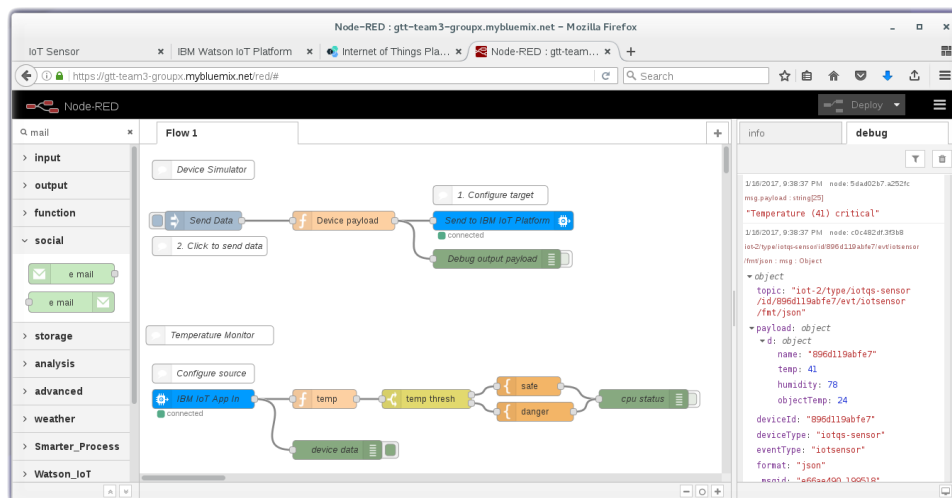 Node-RED : gtt-team3-groupx.mybluemix.net – Mozilla Firefox
IoT Sensor
IBM Watson IoT Platform
Internet of Things Pla...
Node-RED : gtt-team...
https://gtt-team3-groupx.mybluemix.net/red/#
Search
Node-RED
Deploy
mail
input
output
function
social
e mail
e mail
storage
analysis
advanced
weather
Smarter_Process
Watson_IoT
Flow 1
Device Simulator
1. Configure target
Send Data
Device payload
Send to IBM IoT Platform
connected
2. Click to send data
Debug output payload
Temperature Monitor
Configure source
IBM IoT App In
connected
temp
temp thresh
safe
danger
cpu status
device data
info
debug
1/16/2017, 9:38:37 PM node: 5dad02b7.a252fc
msg.payload : string[25]
"Temperature (41) critical"
1/16/2017, 9:38:37 PM node: c0c482df.3f3b8
iot-2/type/iotqs-sensor/id/896d119abfe7/evt/iotsensor
/fmt/json : msg : Object
object
topic: "iot-2/type/iotqs-sensor
/id/896d119abfe7/evt/iotsensor
/fmt/json"
payload: object
d: object
name: "896d119abfe7"
temp: 41
humidity: 78
objectTemp: 24
deviceId: "896d119abfe7"
deviceType: "iotqs-sensor"
eventType: "iotsensor"
format: "json"
_msgid: "e66ae490.199518"